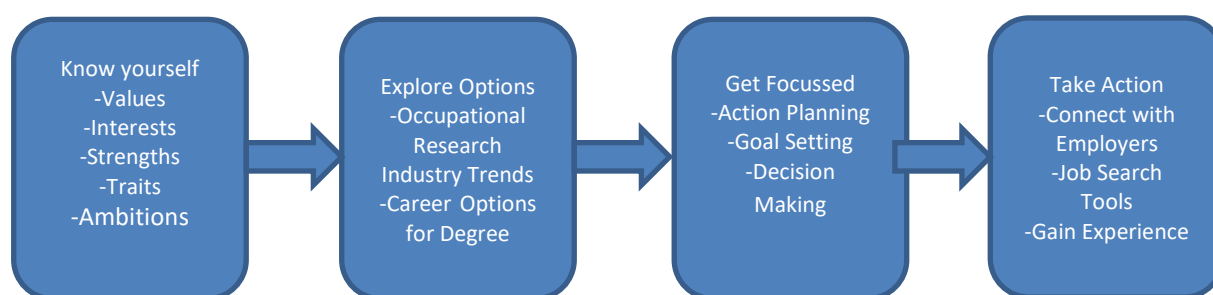 Know yourself
-Values
-Interests
-Strengths
-Traits
-Ambitions
Explore Options
-Occupational
Research
Industry Trends
-Career Options
for Degree
Get Focussed
-Action Planning
-Goal Setting
-Decision
Making
Take Action
-Connect with
Employers
-Job Search
Tools
-Gain Experience